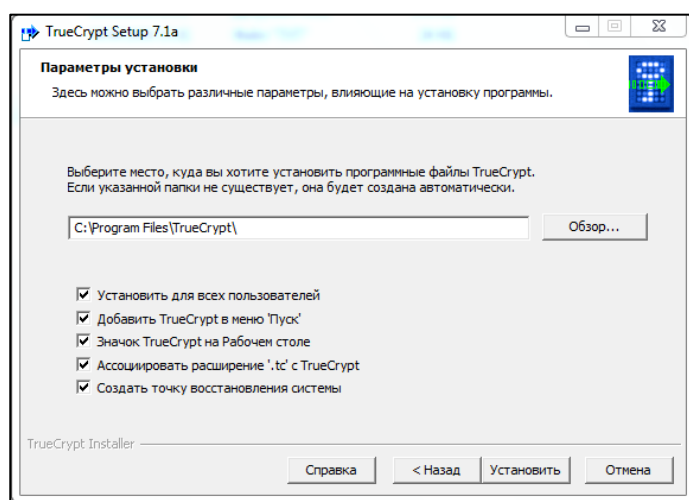 TrueCrypt Setup 7.1a
Параметры установки
Здесь можно выбрать различные параметры, влияющие на установку программы.
Выберите место, куда вы хотите установить программные файлы TrueCrypt.
Если указанной папки не существует, она будет создана автоматически.
C:\Program Files\TrueCrypt\
Обзор...
Установить для всех пользователей
Добавить TrueCrypt в меню 'Пуск'
Значок TrueCrypt на Рабочем столе
Ассоциировать расширение '.tc' с TrueCrypt
Создать точку восстановления системы
TrueCrypt Installer
Справка
< Назад
Установить
Отмена